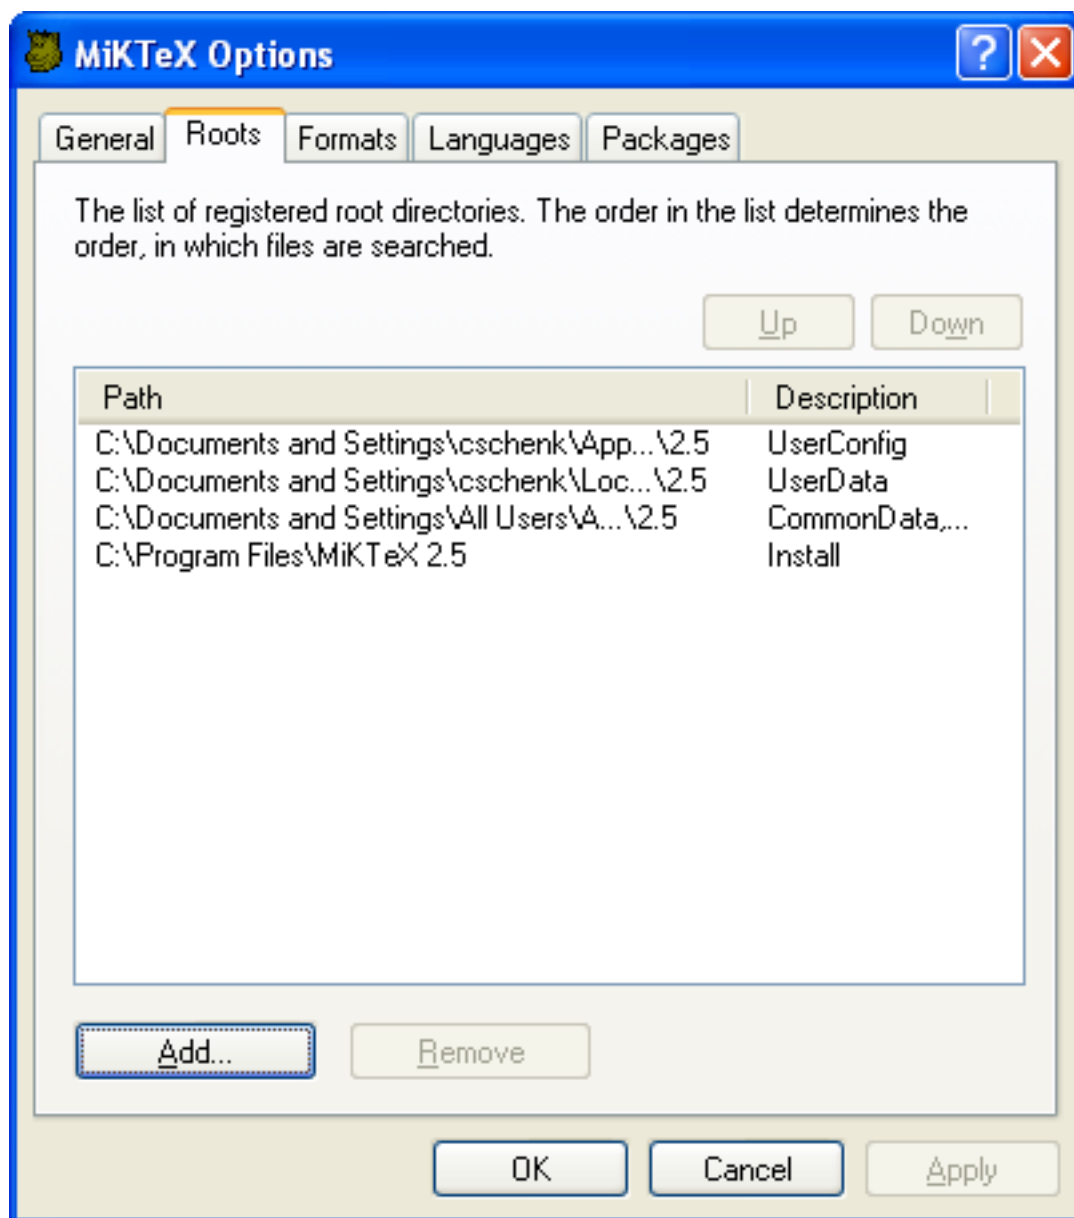 MiKTeX Options
General Roots Formats Languages Packages
The list of registered root directories. The order in the list determines the
order, in which files are searched.
Up Down
Path Description
C:\Documents and Settings\cschenk\App...\2.5 UserConfig
C:\Documents and Settings\cschenk\Loc...\2.5 UserData
C:\Documents and Settings\All Users\A...\2.5 CommonData,...
C:\Program Files\MiKTeX 2.5 Install
Add... Remove
OK Cancel Apply